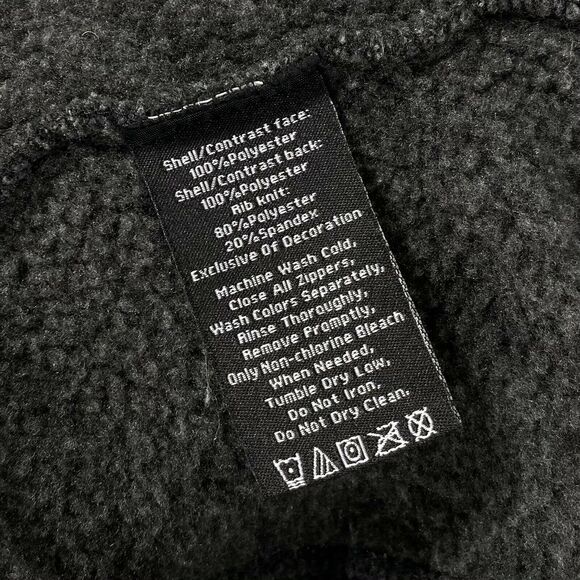 Shell/Contrast face:
100%Polyester
Shell/Contrast back:
100%Polyester
Rib knit:
80%Polyester
20%Spandex
Exclusive Of Decoration
Machine Wash Cold,
Close All Zippers,
Wash Colors Separately,
Rinse Thoroughly,
Remove Promptly,
Only Non-chlorine Bleach
When Needed,
Tumble Dry Low,
Do Not Iron,
Do Not Dry Clean,